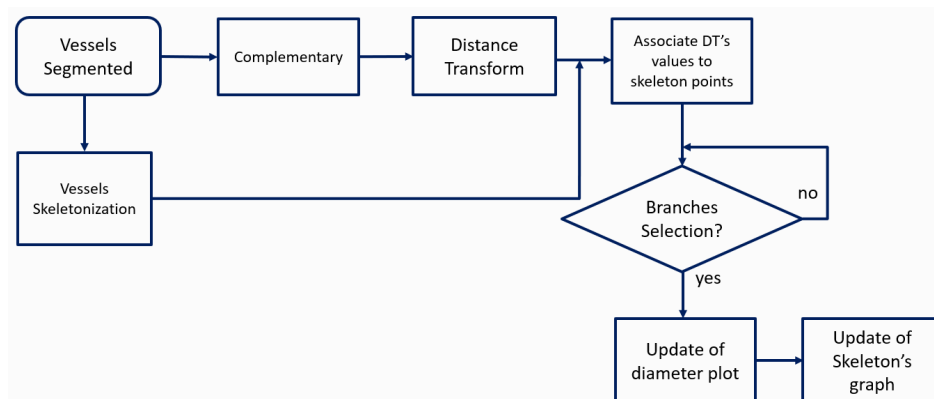 Vessels
Segmented
Complementary
Distance
Transform
Associate DT's
values to
skeleton points
Vessels
Skeletonization
Branches
Selection?
no
yes
Update of
diameter plot
Update of
Skeleton's
graph